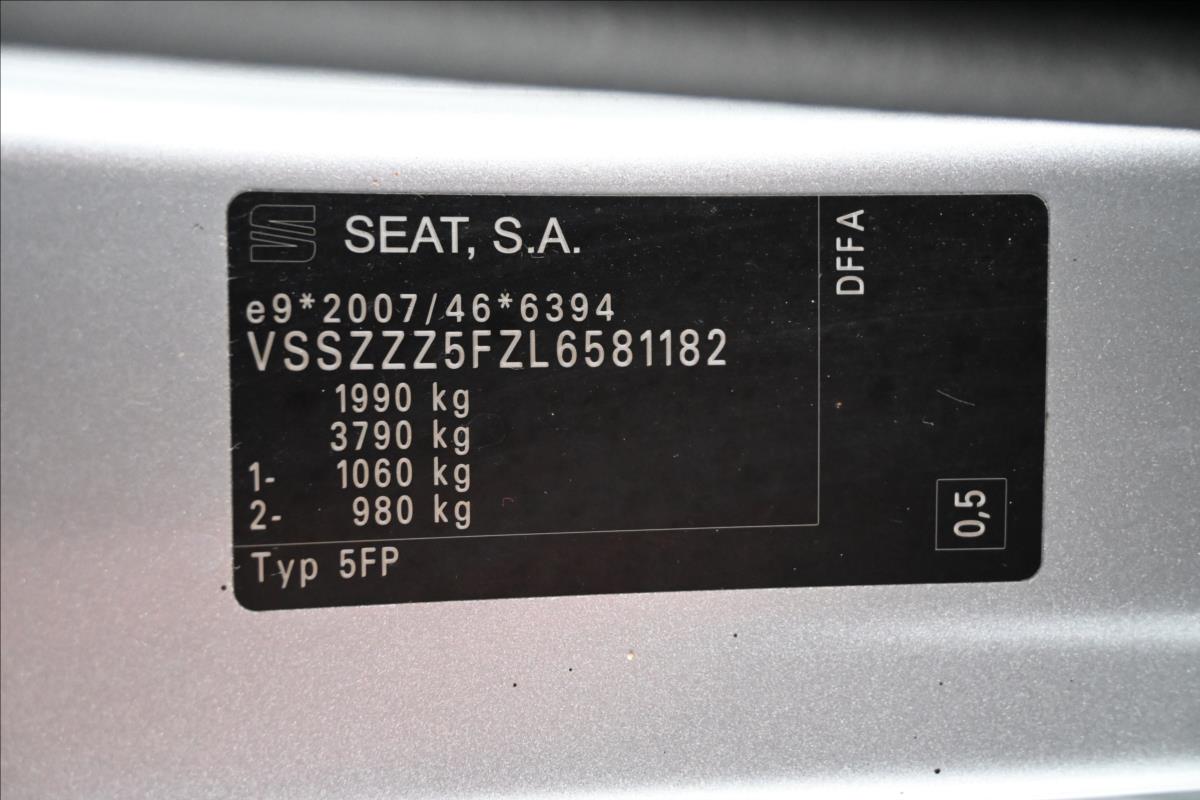 SEAT, S.A.
e9*2007/46*6394
VSSZZZ5FZL6581182
1990 kg
3790 kg
1- 1060 kg
2- 980 kg
Typ 5FP
DFFA
0,5